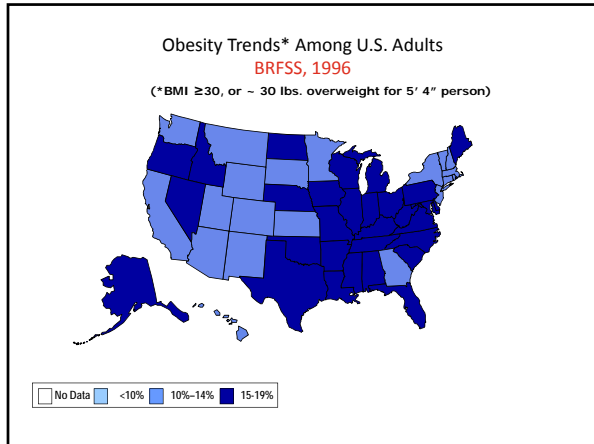 Obesity Trends* Among U.S. Adults
BRFSS, 1996
(*BMI ≥30, or ~ 30 lbs. overweight for 5' 4" person)
No Data <10% 10%–14% 15-19%